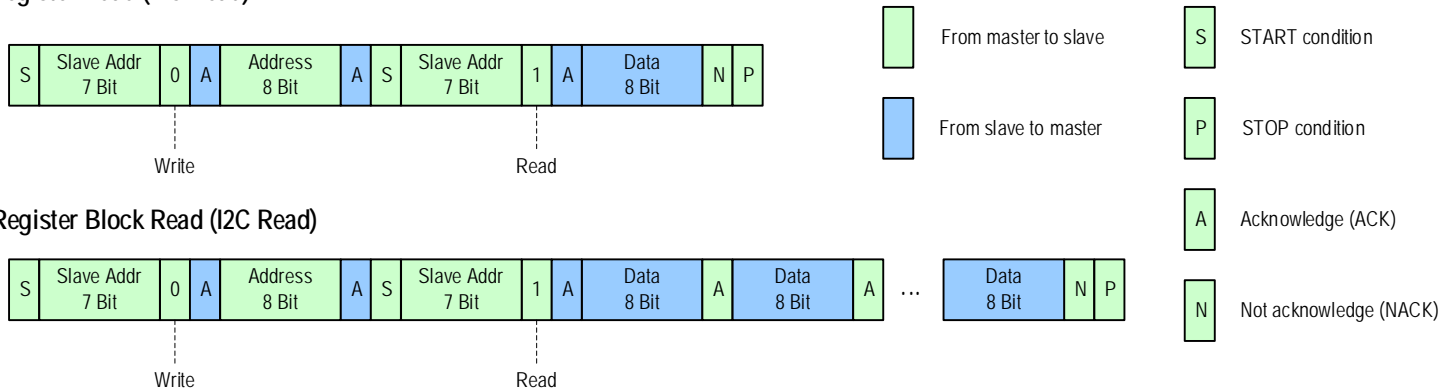 S Slave Addr 7 Bit 0 A Address 8 Bit A S Slave Addr 7 Bit 1 A Data 8 Bit N P
Write Read
Register Block Read (I2C Read)
S Slave Addr 7 Bit 0 A Address 8 Bit A S Slave Addr 7 Bit 1 A Data 8 Bit A Data 8 Bit A ... Data 8 Bit N P
Write Read
From master to slave
From slave to master
S START condition
P STOP condition
A Acknowledge (ACK)
N Not acknowledge (NACK)